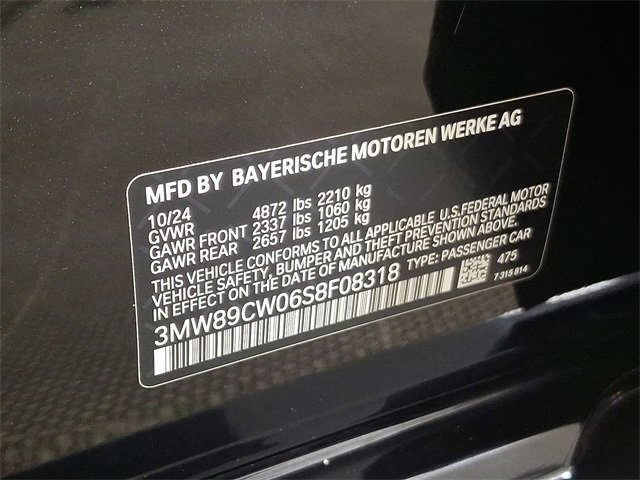 MFD BY BAYERISCHE MOTOREN WERKE AG
10/24
GVWR 4872 lbs 2210 kg
GAWR FRONT 2337 lbs 1060 kg
GAWR REAR 2657 lbs 1205 kg
THIS VEHICLE CONFORMS TO ALL APPLICABLE U.S.FEDERAL MOTOR
VEHICLE SAFETY, BUMPER AND THEFT PREVENTION STANDARDS
IN EFFECT ON THE DATE OF MANUFACTURE SHOWN ABOVE.
3MW89CW06S8F08318 TYPE: PASSENGER CAR
475
7 315 814